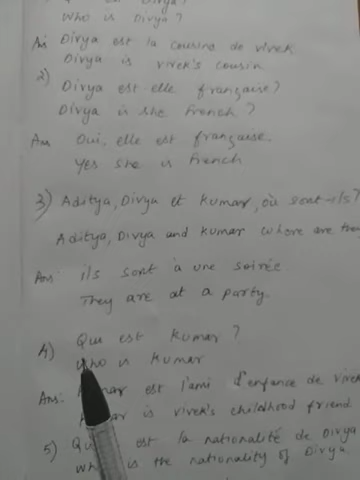 Divya?
Who is Divya?
An: Divya est la cousine de vivek
Divya is vivek's cousin
2) Divya est elle française?
Divya is she French?
Ans Oui, elle est française.
Yes she is French
3) Aditya, Divya et Kumar, où sont-ils?
Aditya, Divya and Kumar where are
Ans: ils sont à une soirée
They are at a party.
4) Qui est Kumar?
Who is Kumar
Ans: est l'ami d'enfance de vivek
is vivek's childhood friend
5) est la nationalité de Divya
is the nationality of Divya